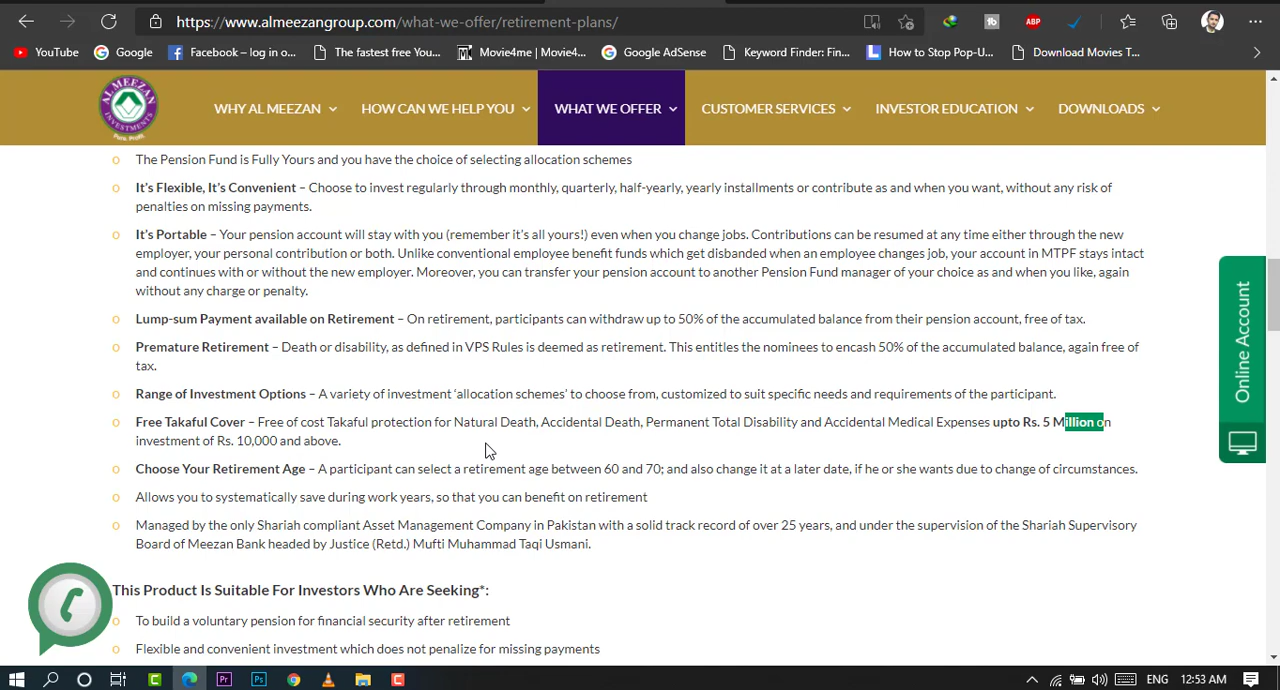 https://www.almeezangroup.com/what-we-offer/retirement-plans/
YouTube
Google
Facebook – log in o...
The fastest free You...
Movie4me | Movie4...
Google AdSense
Keyword Finder: Fin...
How to Stop Pop-U...
Download Movies T...
AL MEEZAN
INVESTMENTS
Pure. Profit.
WHY AL MEEZAN
HOW CAN WE HELP YOU
WHAT WE OFFER
CUSTOMER SERVICES
INVESTOR EDUCATION
DOWNLOADS
o The Pension Fund is Fully Yours and you have the choice of selecting allocation schemes
o It's Flexible, It's Convenient – Choose to invest regularly through monthly, quarterly, half-yearly, yearly installments or contribute as and when you want, without any risk of
penalties on missing payments.
o It's Portable – Your pension account will stay with you (remember it's all yours!) even when you change jobs. Contributions can be resumed at any time either through the new
employer, your personal contribution or both. Unlike conventional employee benefit funds which get disbanded when an employee changes job, your account in MTPF stays intact
and continues with or without the new employer. Moreover, you can transfer your pension account to another Pension Fund manager of your choice as and when you like, again
without any charge or penalty.
o Lump-sum Payment available on Retirement – On retirement, participants can withdraw up to 50% of the accumulated balance from their pension account, free of tax.
o Premature Retirement – Death or disability, as defined in VPS Rules is deemed as retirement. This entitles the nominees to encash 50% of the accumulated balance, again free of
tax.
o Range of Investment Options – A variety of investment 'allocation schemes' to choose from, customized to suit specific needs and requirements of the participant.
o Free Takaful Cover – Free of cost Takaful protection for Natural Death, Accidental Death, Permanent Total Disability and Accidental Medical Expenses upto Rs. 5 Million on
investment of Rs. 10,000 and above.
o Choose Your Retirement Age – A participant can select a retirement age between 60 and 70; and also change it at a later date, if he or she wants due to change of circumstances.
o Allows you to systematically save during work years, so that you can benefit on retirement
o Managed by the only Shariah compliant Asset Management Company in Pakistan with a solid track record of over 25 years, and under the supervision of the Shariah Supervisory
Board of Meezan Bank headed by Justice (Retd.) Mufti Muhammad Taqi Usmani.
This Product Is Suitable For Investors Who Are Seeking*:
o To build a voluntary pension for financial security after retirement
o Flexible and convenient investment which does not penalize for missing payments
Online Account
ABP
tb
Pr
Ps
C
C
ENG
12:53 AM